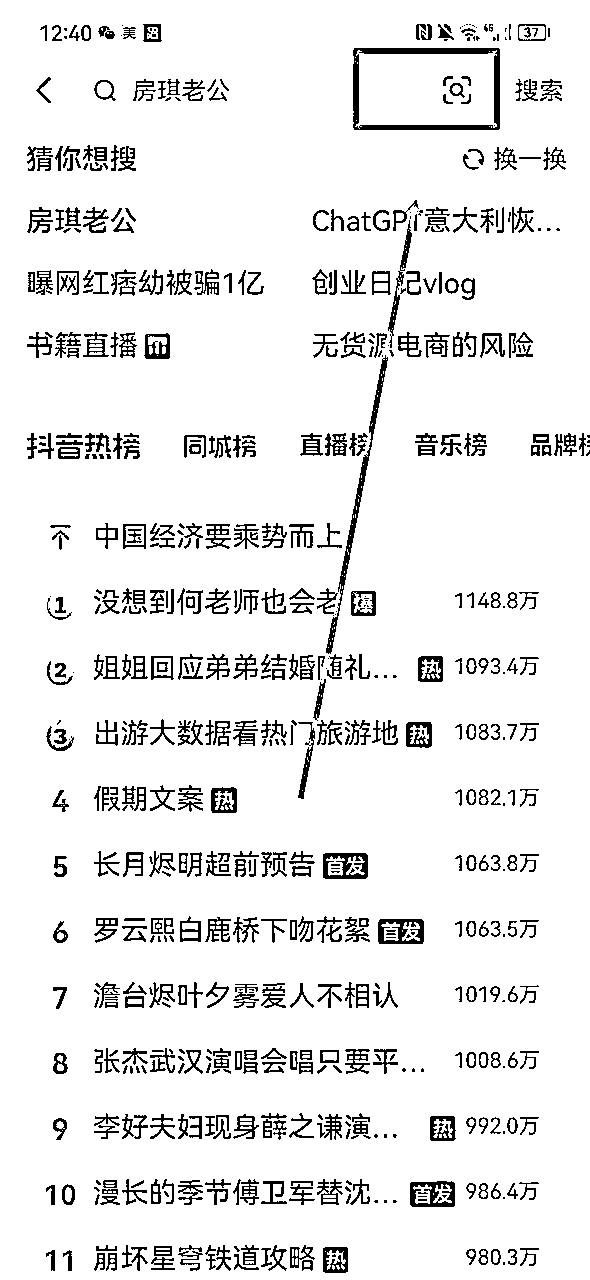 12:40 美 37
房琪老公 搜索
猜你想搜 换一换
房琪老公 ChatGPT意大利恢...
曝网红痞幼被骗1亿 创业日记vlog
书籍直播 无货源电商的风险
抖音热榜 同城榜 直播榜 音乐榜 品牌榜
中国经济要乘势而上
1 没想到何老师也会老 爆 1148.8万
2 姐姐回应弟弟结婚随礼... 热 1093.4万
3 出游大数据看热门旅游地 热 1083.7万
4 假期文案 热 1082.1万
5 长月烬明超前预告 首发 1063.8万
6 罗云熙白鹿桥下吻花絮 首发 1063.5万
7 澹台烬叶夕雾爱人不相认 1019.6万
8 张杰武汉演唱会唱只要平... 1008.6万
9 李好夫妇现身薛之谦演... 热 992.0万
10 漫长的季节傅卫军替沈... 首发 986.4万
11 崩坏星穹铁道攻略 热 980.3万